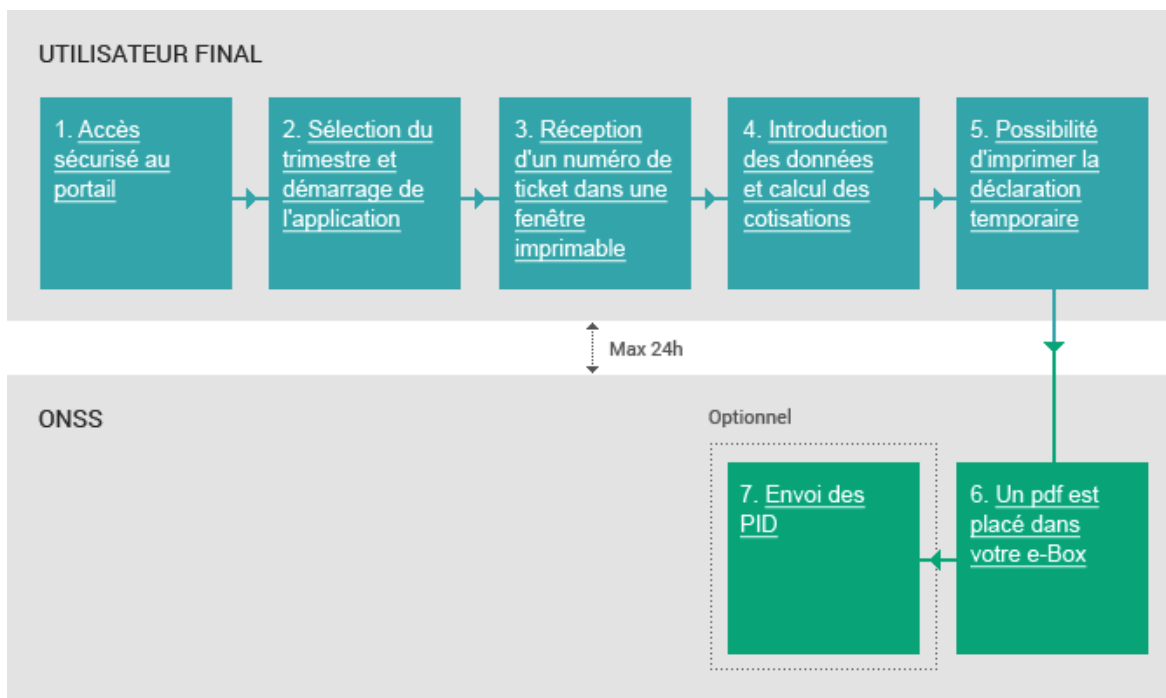 UTILISATEUR FINAL
1. Accès
sécurisé au
portail
2. Sélection du
trimestre et
démarrage de
l'application
3. Réception
d'un numéro de
ticket dans une
fenêtre
imprimable
4. Introduction
des données
et calcul des
cotisations
5. Possibilité
d'imprimer la
déclaration
temporaire
Max 24h
ONSS
Optionnel
7. Envoi des
PID
6. Un pdf est
placé dans
votre e-Box